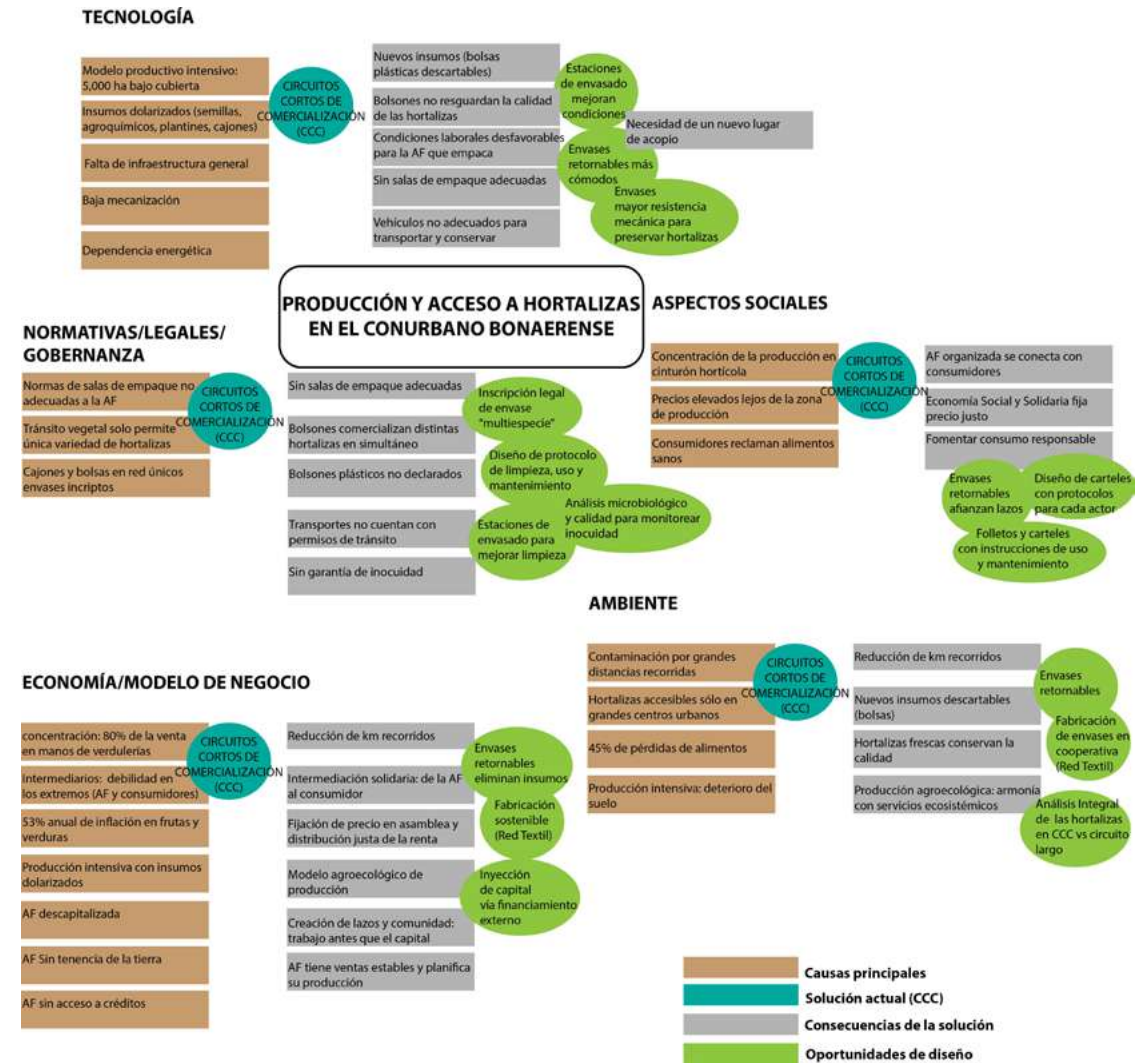 TECNOLOGÍA
Modelo productivo intensivo:
5,000 ha bajo cubierta
Insumos dolarizados (semillas,
agroquímicos, plantines, cajones)
Falta de infraestructura general
Baja mecanización
Dependencia energética
CIRCUITOS
CORTOS DE
COMERCIALIZACIÓN
(CCC)
Nuevos insumos (bolsas
plásticas descartables)
Bolsones no resguardan la calidad
de las hortalizas
Condiciones laborales desfavorables
para la AF que empaca
Sin salas de empaque adecuadas
Vehículos no adecuados para
transportar y conservar
Estaciones
de envasado
mejoran
condiciones
Necesidad de un nuevo lugar
de acopio
Envases
retornables más
cómodos
Envases
mayor resistencia
mecánica para
preservar hortalizas
PRODUCCIÓN Y ACCESO A HORTALIZAS
EN EL CONURBANO BONAERENSE
NORMATIVAS/LEGALES/
GOBERNANZA
Normas de salas de empaque no
adecuadas a la AF
Tránsito vegetal solo permite
única variedad de hortalizas
Cajones y bolsas en red únicos
envases incriptos
CIRCUITOS
CORTOS DE
COMERCIALIZACIÓN
(CCC)
Sin salas de empaque adecuadas
Bolsones comercializan distintas
hortalizas en simultáneo
Bolsones plásticos no declarados
Transportes no cuentan con
permisos de tránsito
Sin garantía de inocuidad
Inscripción legal
de envase
"multiespecie"
Diseño de protocolo
de limpieza, uso y
mantenimiento
Análisis microbiológico
y calidad para monitorear
inocuidad
Estaciones de
envasado para
mejorar limpieza
ASPECTOS SOCIALES
Concentración de la producción en
cinturón hortícola
Precios elevados lejos de la zona
de producción
Consumidores reclaman alimentos
sanos
CIRCUITOS
CORTOS DE
COMERCIALIZACIÓN
(CCC)
AF organizada se conecta con
consumidores
Economía Social y Solidaria fija
precio justo
Fomentar consumo responsable
Envases
retornables
afianzan lazos
Diseño de carteles
con protocolos
para cada actor
Folletos y carteles
con instrucciones de uso
y mantenimiento
ECONOMÍA/MODELO DE NEGOCIO
concentración: 80% de la venta
en manos de verdulerías
Intermediarios: debilidad en
los extremos (AF y consumidores)
53% anual de inflación en frutas y
verduras
Producción intensiva con insumos
dolarizados
AF descapitalizada
AF Sin tenencia de la tierra
AF sin acceso a créditos
CIRCUITOS
CORTOS DE
COMERCIALIZACIÓN
(CCC)
Reducción de km recorridos
Intermediación solidaria: de la AF
al consumidor
Fijación de precio en asamblea y
distribución justa de la renta
Modelo agroecológico de
producción
Creación de lazos y comunidad:
trabajo antes que el capital
AF tiene ventas estables y planifica
su producción
Envases
retornables
eliminan insumos
Fabricación
sostenible
(Red Textil)
Inyección
de capital
vía financiamiento
externo
AMBIENTE
Contaminación por grandes
distancias recorridas
Hortalizas accesibles sólo en
grandes centros urbanos
45% de pérdidas de alimentos
Producción intensiva: deterioro del
suelo
CIRCUITOS
CORTOS DE
COMERCIALIZACIÓN
(CCC)
Reducción de km recorridos
Nuevos insumos descartables
(bolsas)
Hortalizas frescas conservan la
calidad
Producción agroecológica: armonía
con servicios ecosistémicos
Envases
retornables
Fabricación
de envases en
cooperativa
(Red Textil)
Análisis Integral
de las hortalizas
en CCC vs circuito
largo
Causas principales
Solución actual (CCC)
Consecuencias de la solución
Oportunidades de diseño